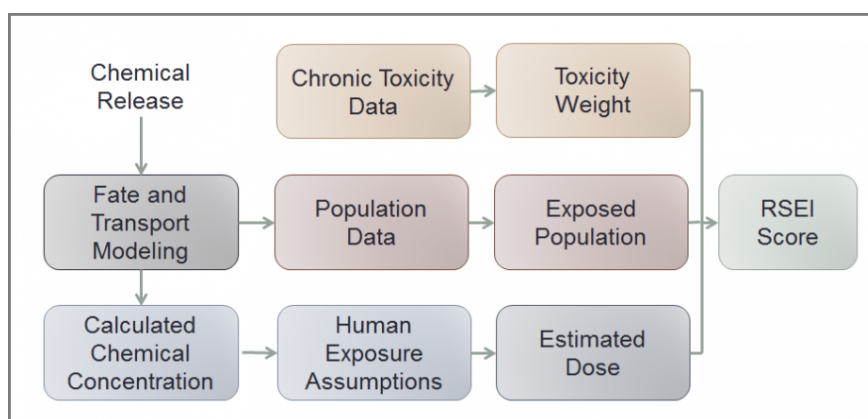 Chemical
Release
Chronic Toxicity
Data
Toxicity
Weight
Fate and
Transport
Modeling
Population
Data
Exposed
Population
RSEI
Score
Calculated
Chemical
Concentration
Human
Exposure
Assumptions
Estimated
Dose